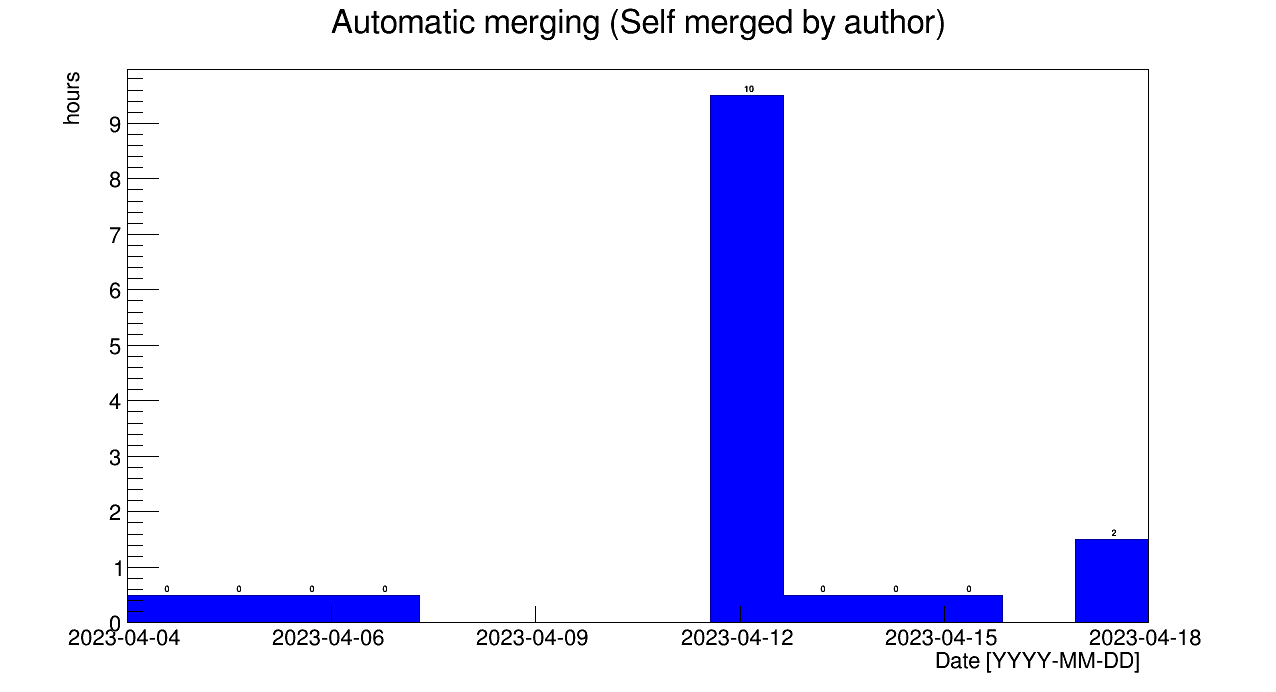 Automatic merging (Self merged by author)
hours
9
8
7
6
5
4
3
2
1
0
10
0 0 0 0 0 0 0
2
2023-04-04 2023-04-06 2023-04-09 2023-04-12 2023-04-15 2023-04-18
Date [YYYY-MM-DD]